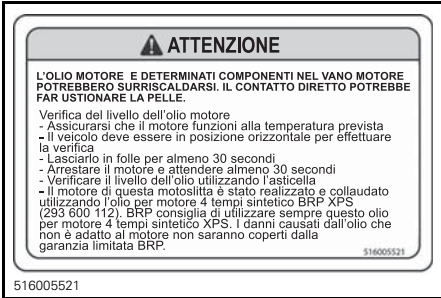 ATTENZIONE
L'OLIO MOTORE E DETERMINATI COMPONENTI NEL VANO MOTORE
POTREBBERO SURRISCALDARSI. IL CONTATTO DIRETTO POTREBBE
FAR USTIONARE LA PELLE.
Verifica del livello dell'olio motore
- Assicurarsi che il motore funzioni alla temperatura prevista
- Il veicolo deve essere in posizione orizzontale per effettuare
la verifica
- Lasciarlo in folle per almeno 30 secondi
- Arrestare il motore e attendere almeno 30 secondi
- Verificare il livello dell'olio utilizzando l'asticella
- Il motore di questa motoslitta è stato realizzato e collaudato
utilizzando l'olio per motore 4 tempi sintetico BRP XPS
(293 600 112). BRP consiglia di utilizzare sempre questo olio
per motore 4 tempi sintetico XPS. I danni causati dall'olio che
non è adatto al motore non saranno coperti dalla
garanzia limitata BRP.
516005521
516005521